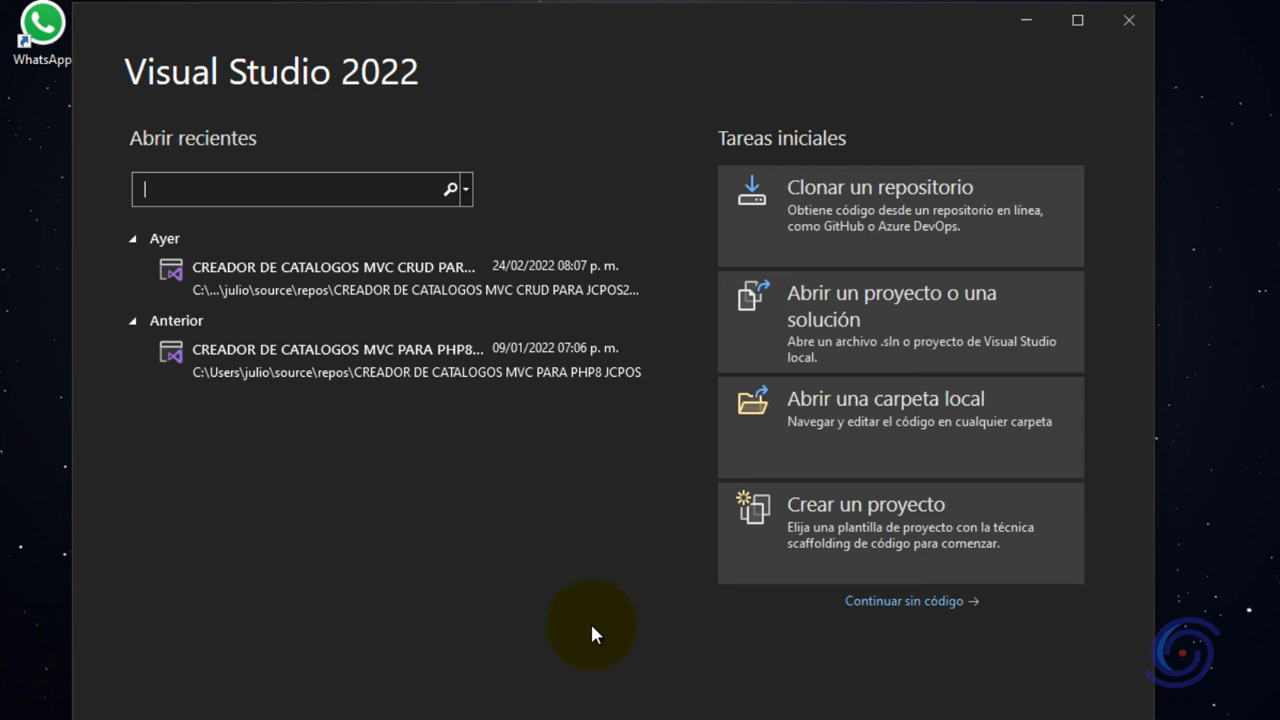 WhatsApp
Visual Studio 2022
Abrir recientes
Ayer
CREADOR DE CATALOGOS MVC CRUD PAR... 24/02/2022 08:07 p. m.
C:\...\julio\source\repos\CREADOR DE CATALOGOS MVC CRUD PARA JCPOS2...
Anterior
CREADOR DE CATALOGOS MVC PARA PHP8... 09/01/2022 07:06 p. m.
C:\Users\julio\source\repos\CREADOR DE CATALOGOS MVC PARA PHP8 JCPOS
Tareas iniciales
Clonar un repositorio
Obtiene código desde un repositorio en línea,
como GitHub o Azure DevOps.
Abrir un proyecto o una
solución
Abre un archivo .sln o proyecto de Visual Studio
local.
Abrir una carpeta local
Navegar y editar el código en cualquier carpeta
Crear un proyecto
Elija una plantilla de proyecto con la técnica
scaffolding de código para comenzar.
Continuar sin código →